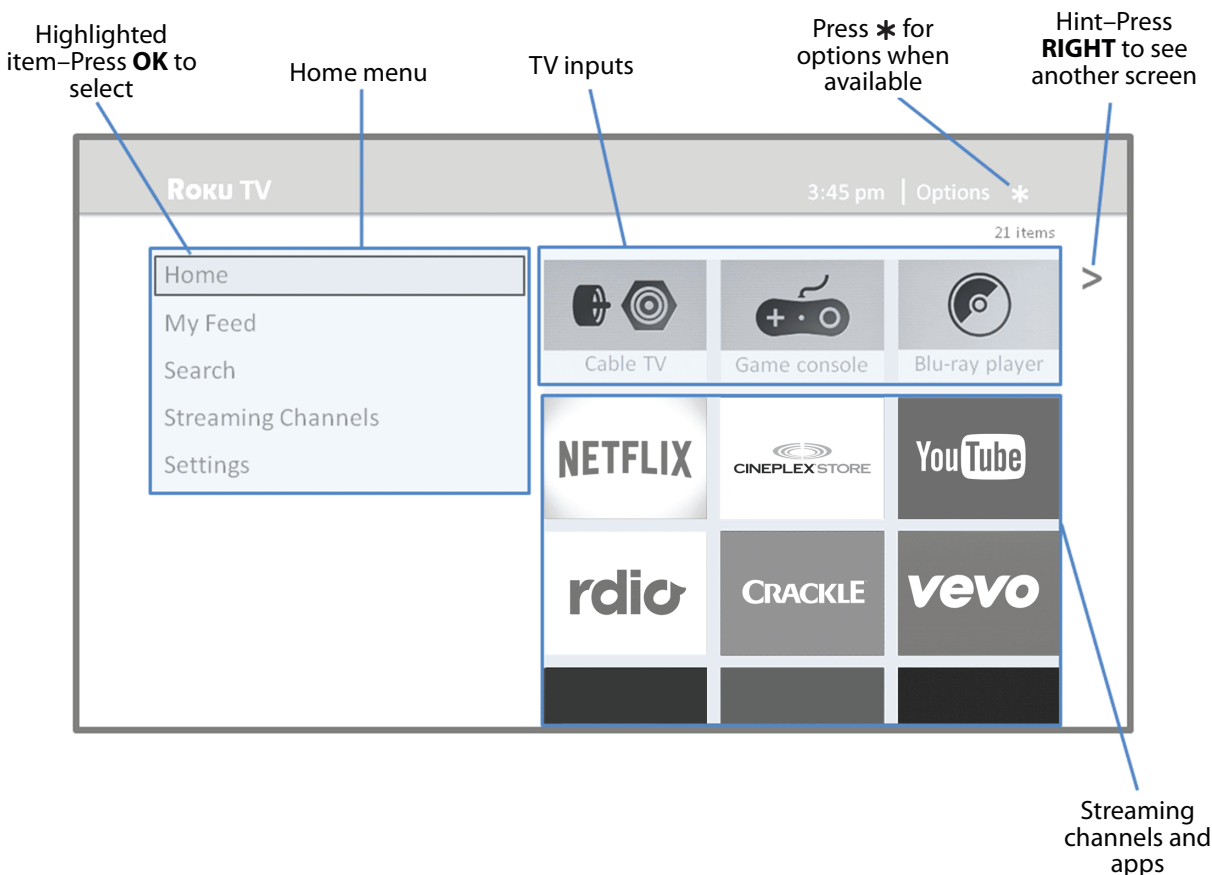 Highlighted
item–Press OK to
select
Home menu
TV inputs
Press * for
options when
available
Hint–Press
RIGHT to see
another screen
ROKU TV
3:45 pm | Options *
21 items
Home
My Feed
Search
Streaming Channels
Settings
>
Cable TV
Game console
Blu-ray player
NETFLIX
CINEPLEX STORE
YouTube
rdio
CRACKLE
vevo
Streaming
channels and
apps